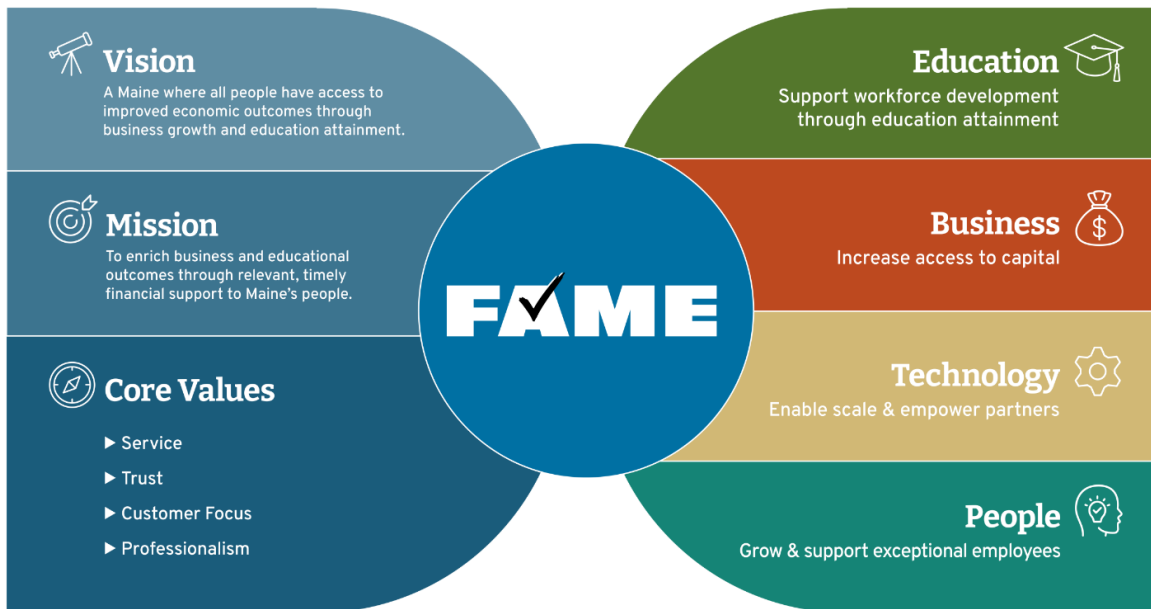 Vision
A Maine where all people have access to
improved economic outcomes through
business growth and education attainment.
Mission
To enrich business and educational
outcomes through relevant, timely
financial support to Maine's people.
Core Values
▶ Service
▶ Trust
▶ Customer Focus
▶ Professionalism
FAME
Education
Support workforce development
through education attainment
Business
$
Increase access to capital
Technology
Enable scale & empower partners
People
Grow & support exceptional employees